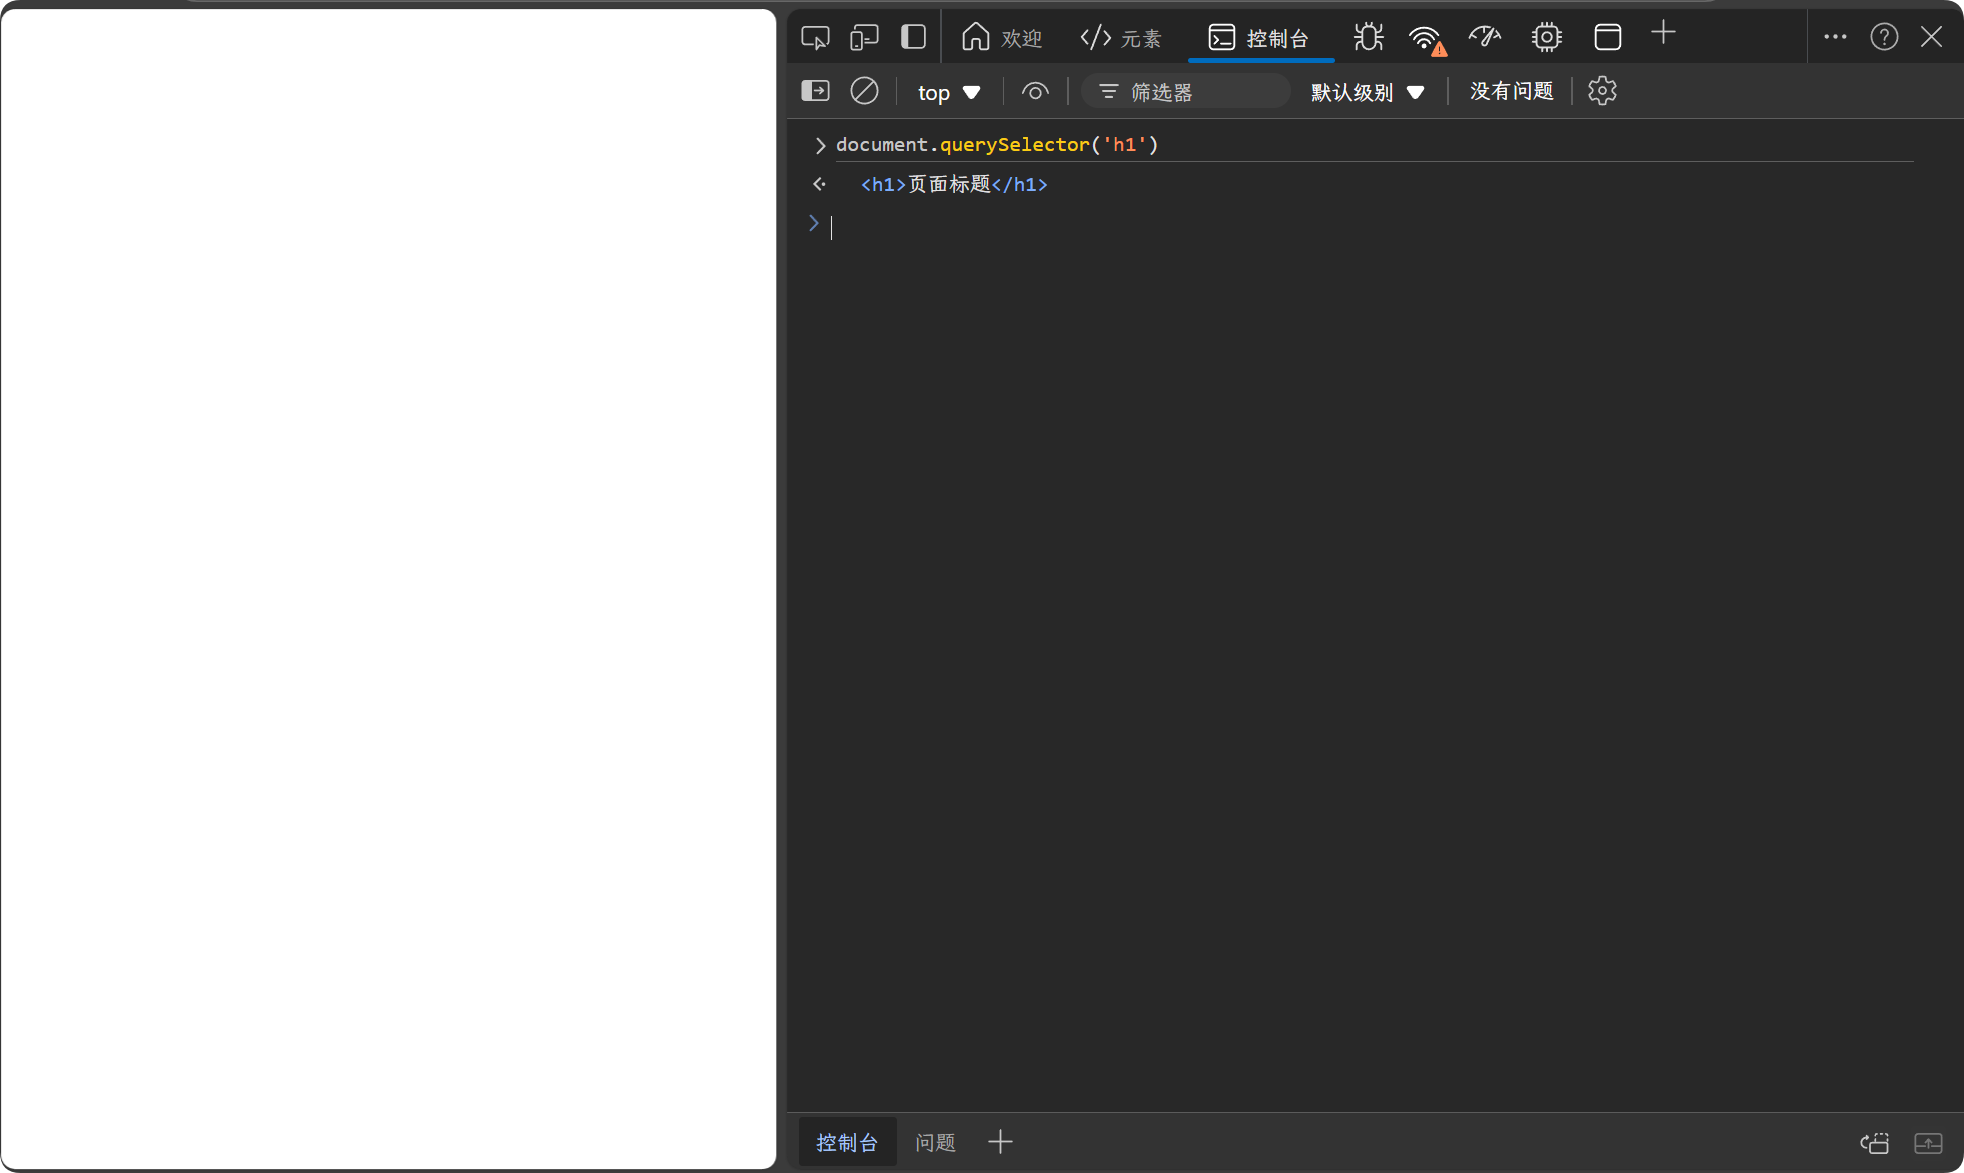 欢迎 元素 控制台
top 筛选器 默认级别 没有问题
document.querySelector('h1')
<h1>页面标题</h1>
控制台 问题